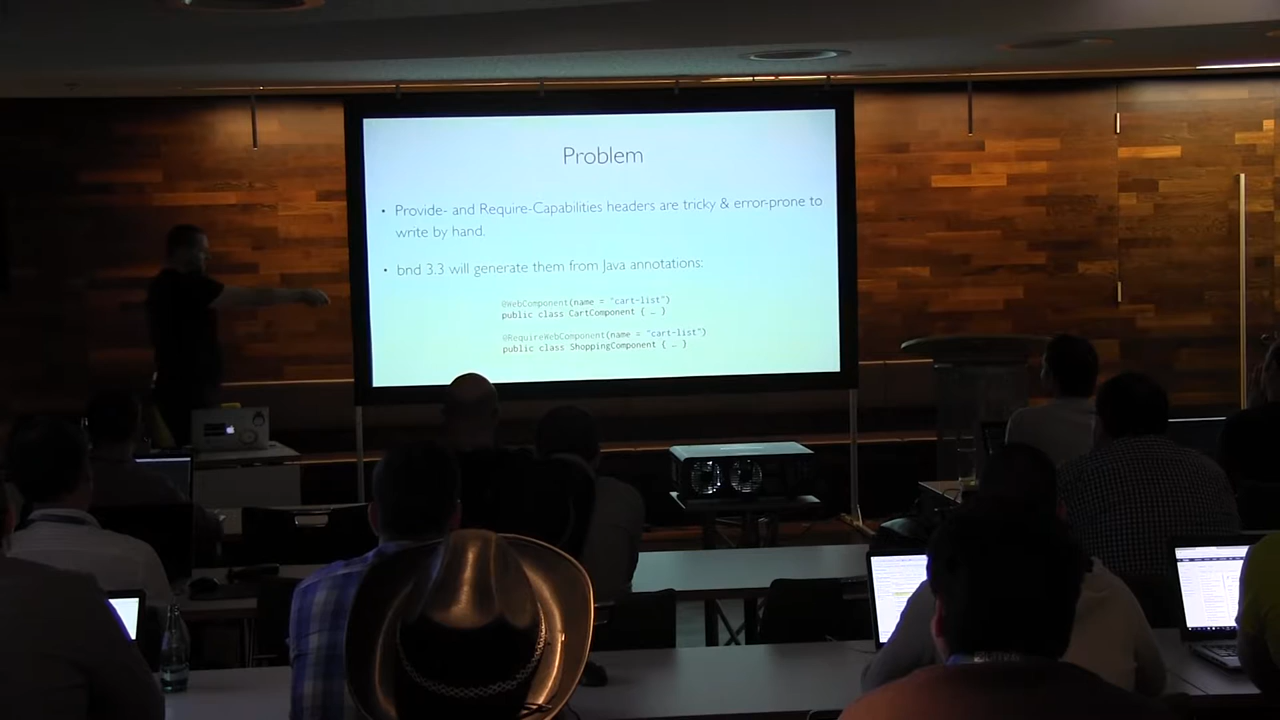 Problem
• Provide- and Require-Capabilities headers are tricky & error-prone to
write by hand.
• bnd 3.3 will generate them from Java annotations:
@WebComponent(name = "cart-list")
public class CartComponent { … }
@RequireWebComponent(name = "cart-list")
public class ShoppingComponent { … }